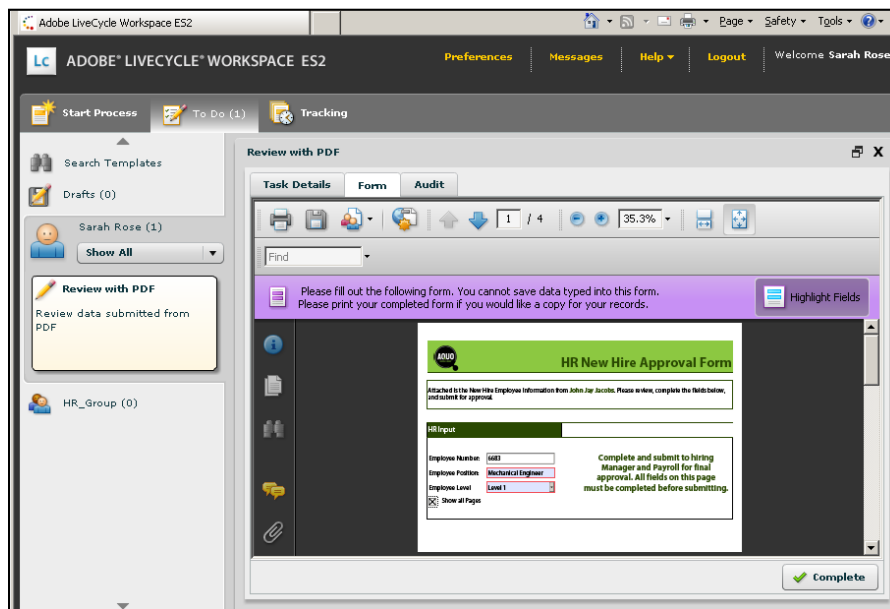 Adobe LiveCycle Workspace ES2
Page Safety Tools
Lc ADOBE® LIVECYCLE® WORKSPACE ES2
Preferences Messages Help Logout Welcome Sarah Rose
Start Process To Do (1) Tracking
Search Templates
Drafts (0)
Sarah Rose (1)
Show All
Review with PDF
Review data submitted from
PDF
HR_Group (0)
Review with PDF X
Task Details Form Audit
1 / 4 35.3%
Find
Please fill out the following form. You cannot save data typed into this form.
Please print your completed form if you would like a copy for your records.
Highlight Fields
AOUO
HR New Hire Approval Form
Attached is the New Hire Employee Information from John Jay Jacobs. Please review, complete the fields below,
and submit for approval.
HR Input
Employee Number: 6683
Employee Position: Mechanical Engineer
Employee Level Level 1
Show all Pages
Complete and submit to hiring
Manager and Payroll for final
approval. All fields on this page
must be completed before submitting.
Complete